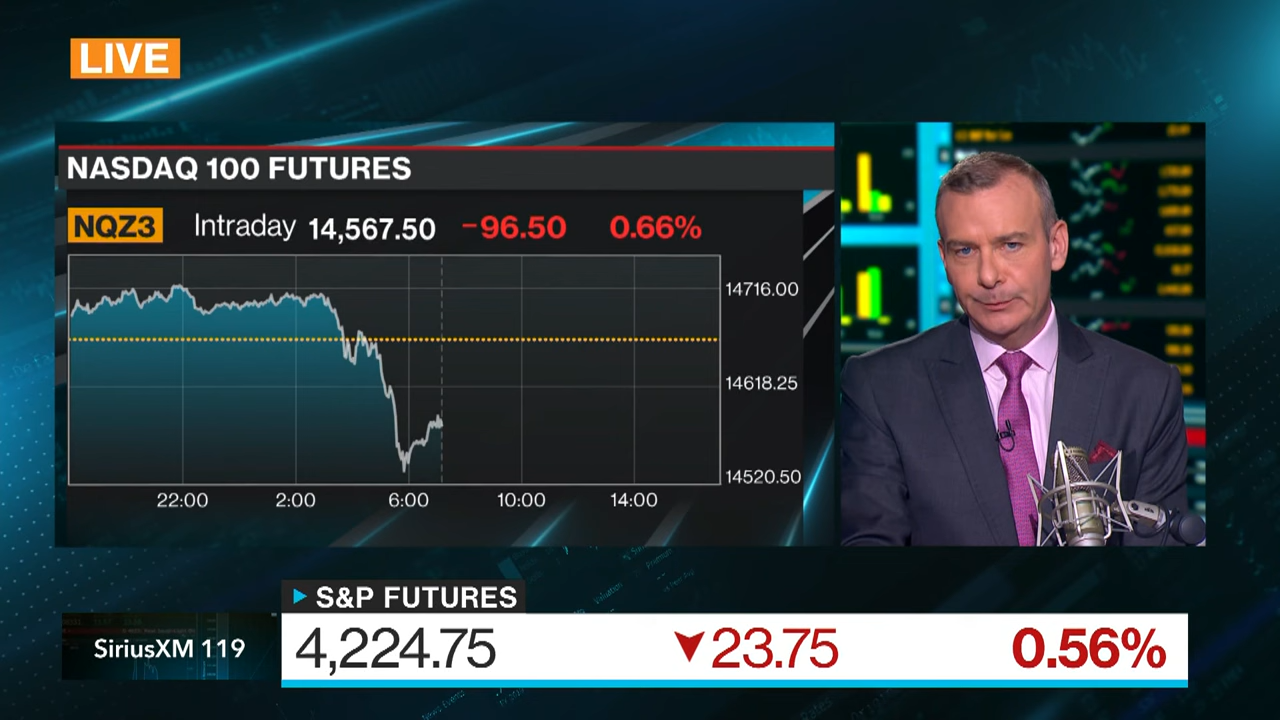 LIVE
NASDAQ 100 FUTURES
NQZ3 Intraday 14,567.50 −96.50 0.66%
14716.00
14618.25
14520.50
22:00 2:00 6:00 10:00 14:00
S&P FUTURES
SiriusXM 119
4,224.75 ▼23.75 0.56%